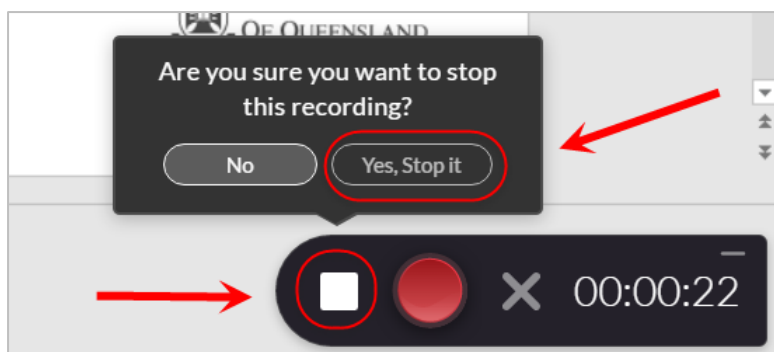 OF QUEENSLAND
Are you sure you want to stop
this recording?
No
Yes, Stop it
00:00:22